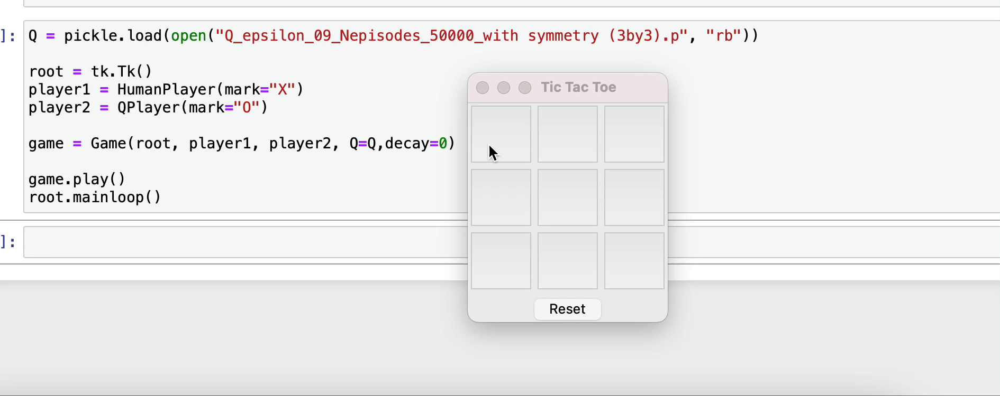 ]: Q = pickle.load(open("Q_epsilon_09_Nepisodes_50000_with symmetry (3by3).p", "rb"))
root = tk.Tk()
player1 = HumanPlayer(mark="X")
player2 = QPlayer(mark="O")
game = Game(root, player1, player2, Q=Q,decay=0)
game.play()
root.mainloop()
]:
Tic Tac Toe
Reset